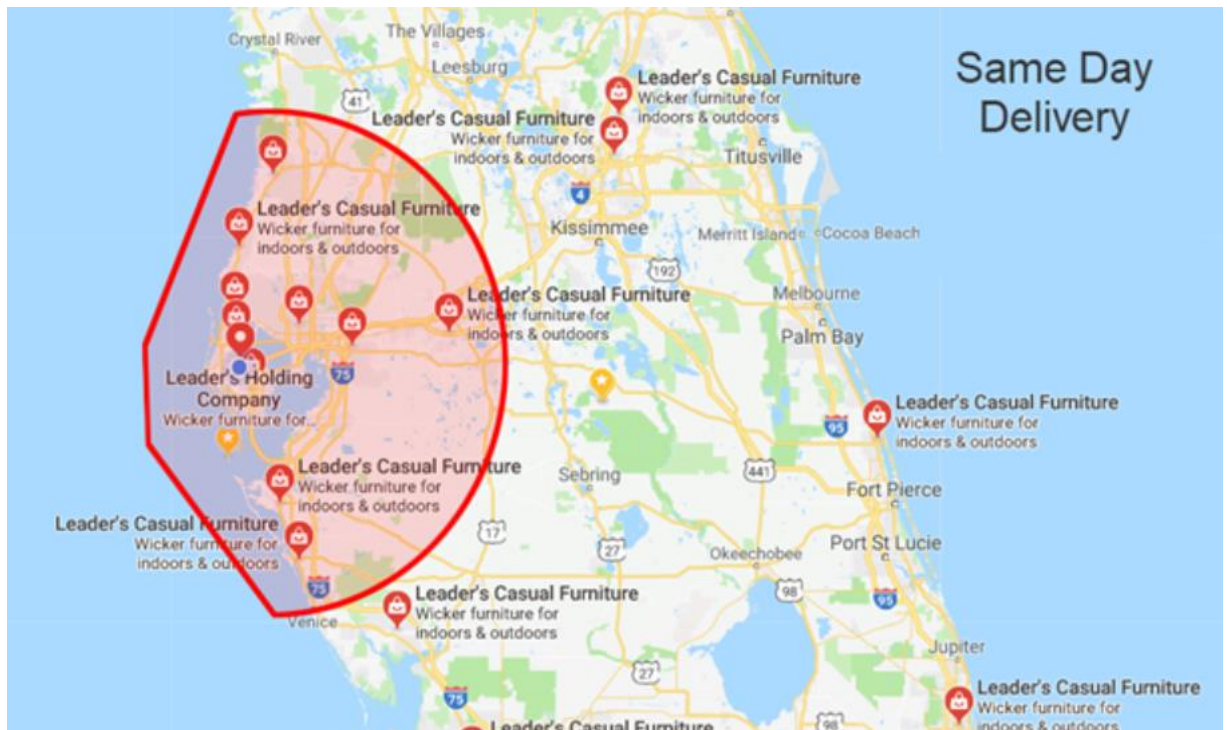 Crystal River
The Villages
Leesburg
Same Day
Delivery
41
Leader's Casual Furniture
Wicker furniture for
indoors & outdoors
Leader's Casual Furniture
Wicker furniture for
indoors & outdoors
Titusville
4
Leader's Casual Furniture
Wicker furniture for
indoors & outdoors
Kissimmee
Merritt Island
Cocoa Beach
192
Leader's Casual Furniture
Wicker furniture for
indoors & outdoors
Melbourne
Palm Bay
75
Leader's Holding
Company
Wicker furniture for...
Leader's Casual Furniture
Wicker furniture for
indoors & outdoors
95
Leader's Casual Furniture
Wicker furniture for
indoors & outdoors
Sebring
441
Fort Pierce
Leader's Casual Furniture
Wicker furniture for
indoors & outdoors
17
27
Okeechobee
Port St Lucie
75
98
95
Leader's Casual Furniture
Wicker furniture for
indoors & outdoors
Venice
Jupiter
27
75
Leader's Casual Furniture
Wicker furniture for
indoors & outdoors
98
Leader's Casual Furniture